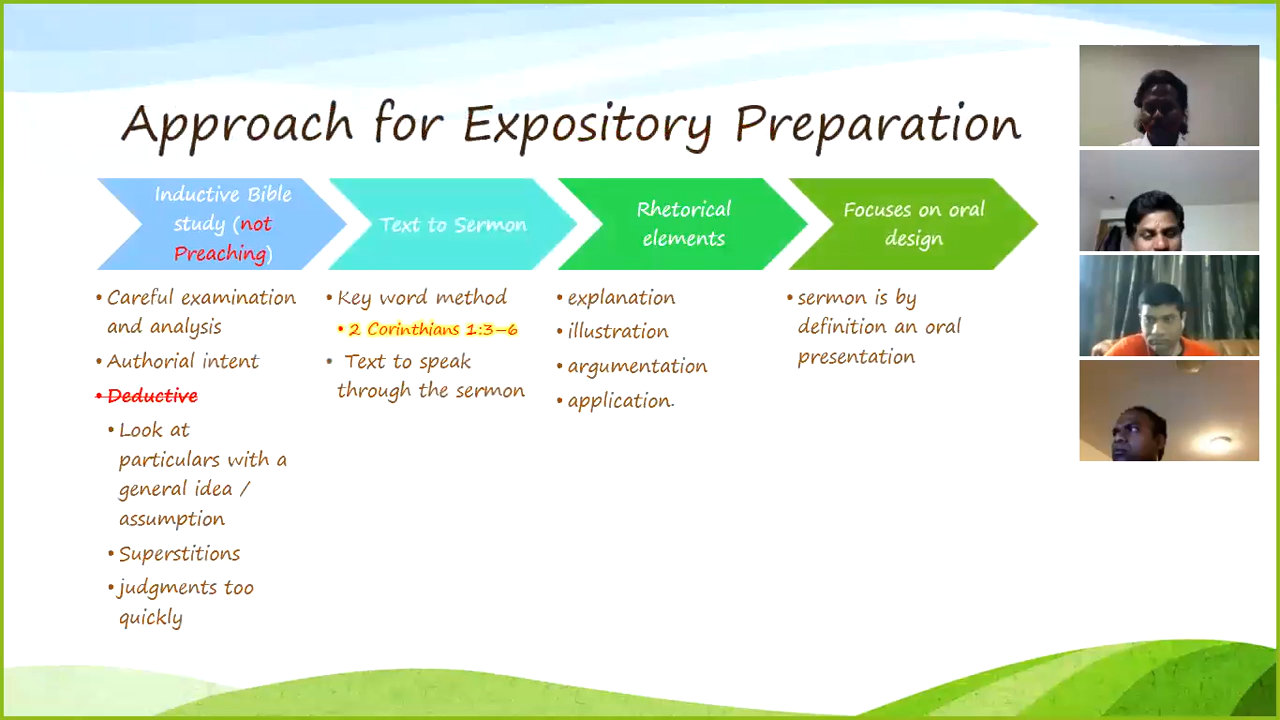 Approach for Expository Preparation
Inductive Bible
study (not
Preaching)
• Careful examination
and analysis
• Authorial intent
• Deductive
• Look at
particulars with a
general idea /
assumption
• Superstitions
• judgments too
quickly
Text to Sermon
• Key word method
• 2 Corinthians 1:3–6
• Text to speak
through the sermon
Rhetorical
elements
• explanation
• illustration
• argumentation
• application.
Focuses on oral
design
• sermon is by
definition an oral
presentation